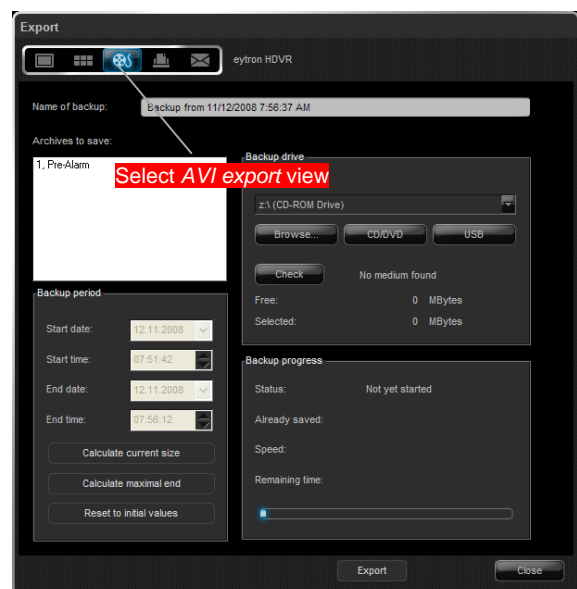 Export
eytron HDVR
Name of backup:
Backup from 11/12/2008 7:56:37 AM
Archives to save:
1, Pre-Alarm
Select AVI export view
Backup drive
z:\ (CD-ROM Drive)
Browse...
CD/DVD
USB
Check
No medium found
Free: 0 MBytes
Selected: 0 MBytes
Backup period
Start date: 12.11.2008
Start time: 07:51:42
End date: 12.11.2008
End time: 07:56:12
Calculate current size
Calculate maximal end
Reset to initial values
Backup progress
Status: Not yet started
Already saved:
Speed:
Remaining time:
Export
Close